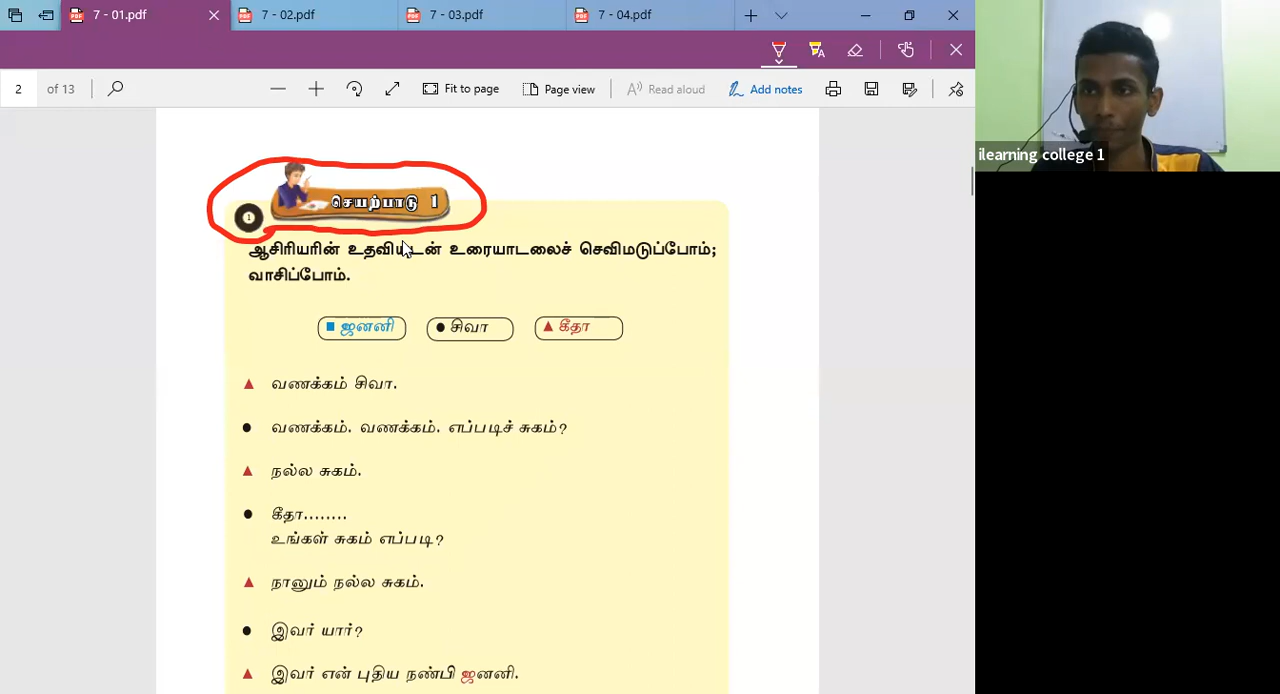 7 - 01.pdf 7 - 02.pdf 7 - 03.pdf 7 - 04.pdf
2 of 13 Fit to page Page view Read aloud Add notes
ilearning college 1
1 செயற்பாடு 1
ஆசிரியரின் உதவியுடன் உரையாடலைச் செவிமடுப்போம்;
வாசிப்போம்.
ஜனனி சிவா கீதா
வணக்கம் சிவா.
வணக்கம். வணக்கம். எப்படிச் சுகம்?
நல்ல சுகம்.
கீதா........
உங்கள் சுகம் எப்படி?
நானும் நல்ல சுகம்.
இவர் யார்?
இவர் என் புதிய நண்பி ஜனனி.